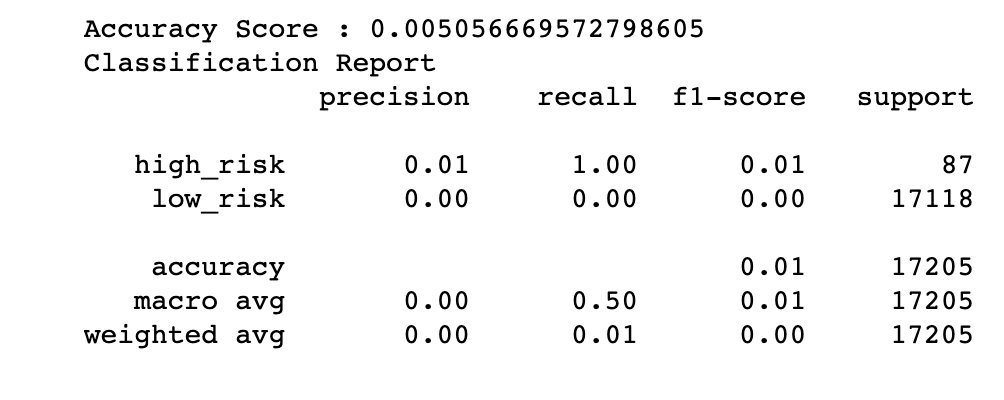 Accuracy Score : 0.005056669572798605
Classification Report
precision recall f1-score support
high_risk 0.01 1.00 0.01 87
low_risk 0.00 0.00 0.00 17118
accuracy 0.01 17205
macro avg 0.00 0.50 0.01 17205
weighted avg 0.00 0.01 0.00 17205